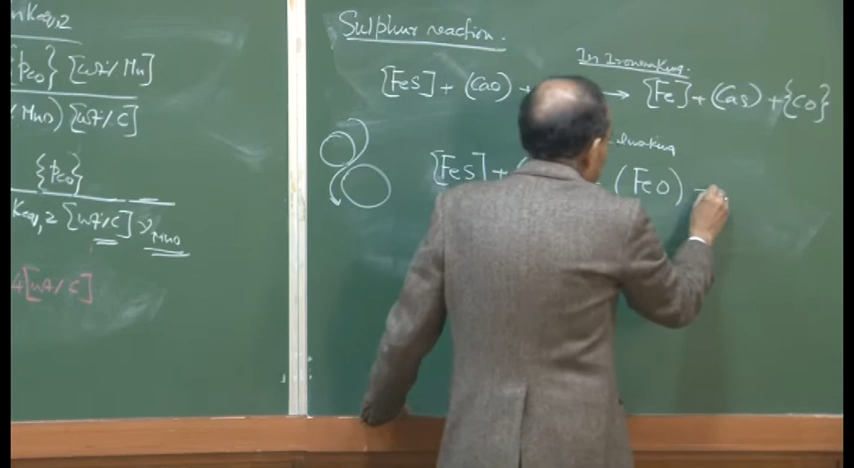 Keq,2
{Pco} [wt/Mn]
MnO) [wt/C]
{Pco}
Keq,2 [wt/C] γMnO
4[wt/C]
Sulphur reaction.
In Ironmaking.
[FeS] + (CaO) + → [Fe] + (CaS) + {CO}
[FeS] + (FeO)